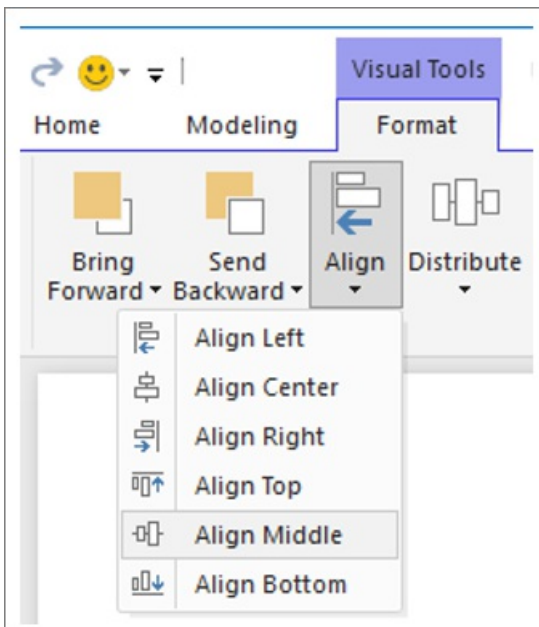 Visual Tools
Home Modeling Format
Bring Forward
Send Backward
Align
Distribute
Align Left
Align Center
Align Right
Align Top
Align Middle
Align Bottom